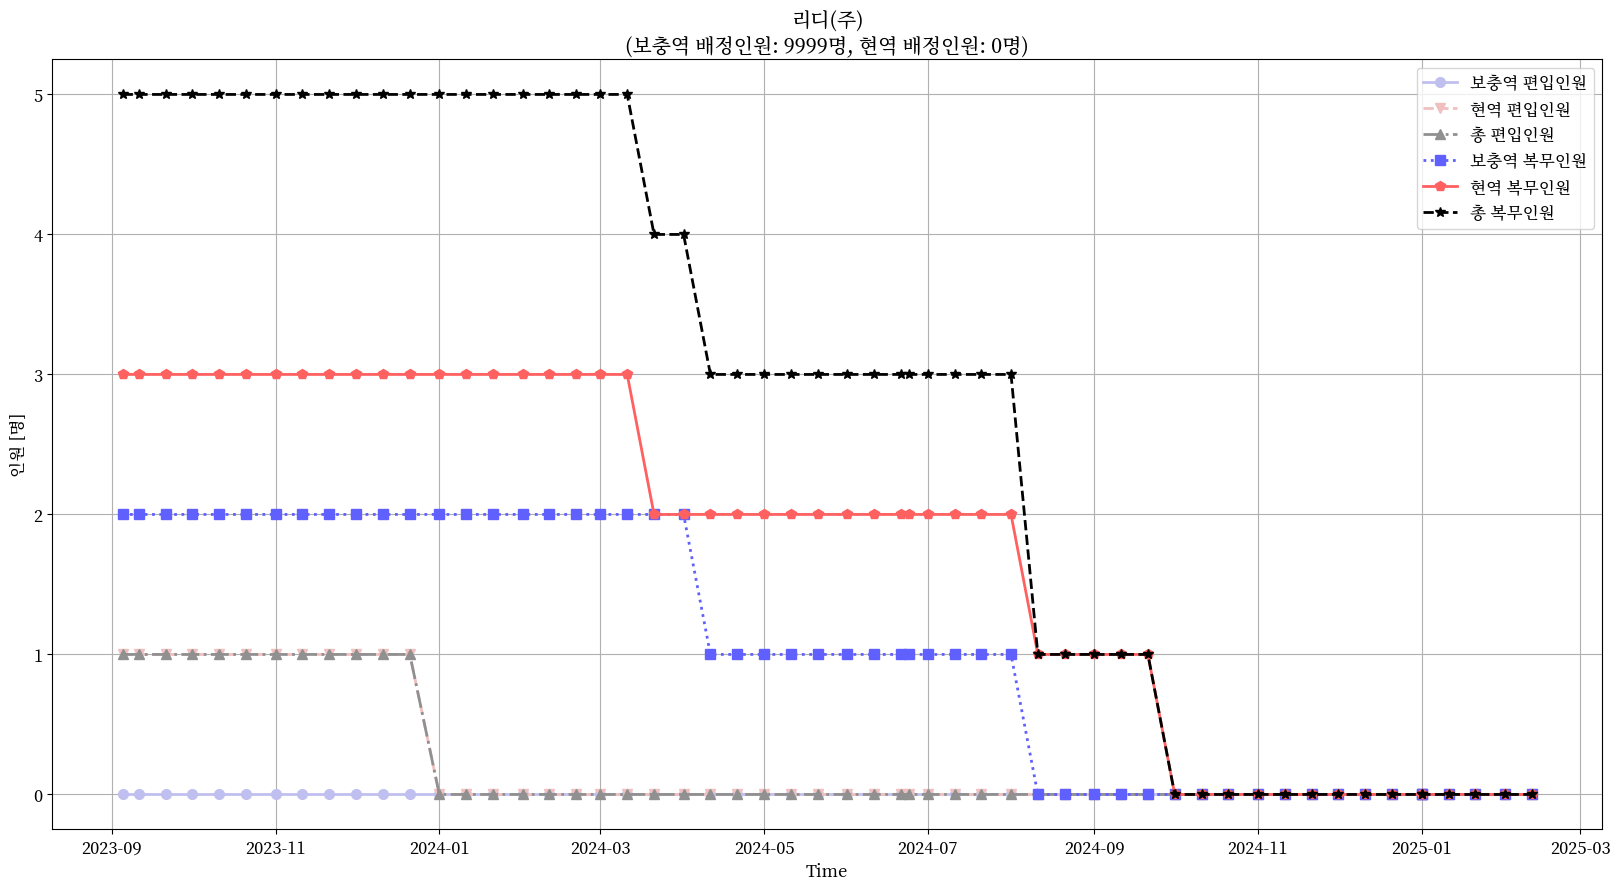 리디(주)
(보충역 배정인원: 9999명, 현역 배정인원: 0명)
보충역 편입인원
현역 편입인원
총 편입인원
보충역 복무인원
현역 복무인원
총 복무인원
인원 [명]
5
4
3
2
1
0
2023-09 2023-11 2024-01 2024-03 2024-05 2024-07 2024-09 2024-11 2025-01 2025-03
Time